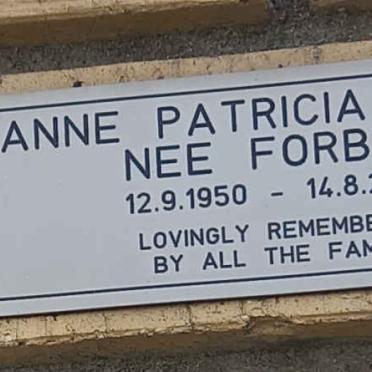 ANNE PATRICIA
NEE FORB
12.9.1950 - 14.8.
LOVINGLY REMEMBE
BY ALL THE FAM